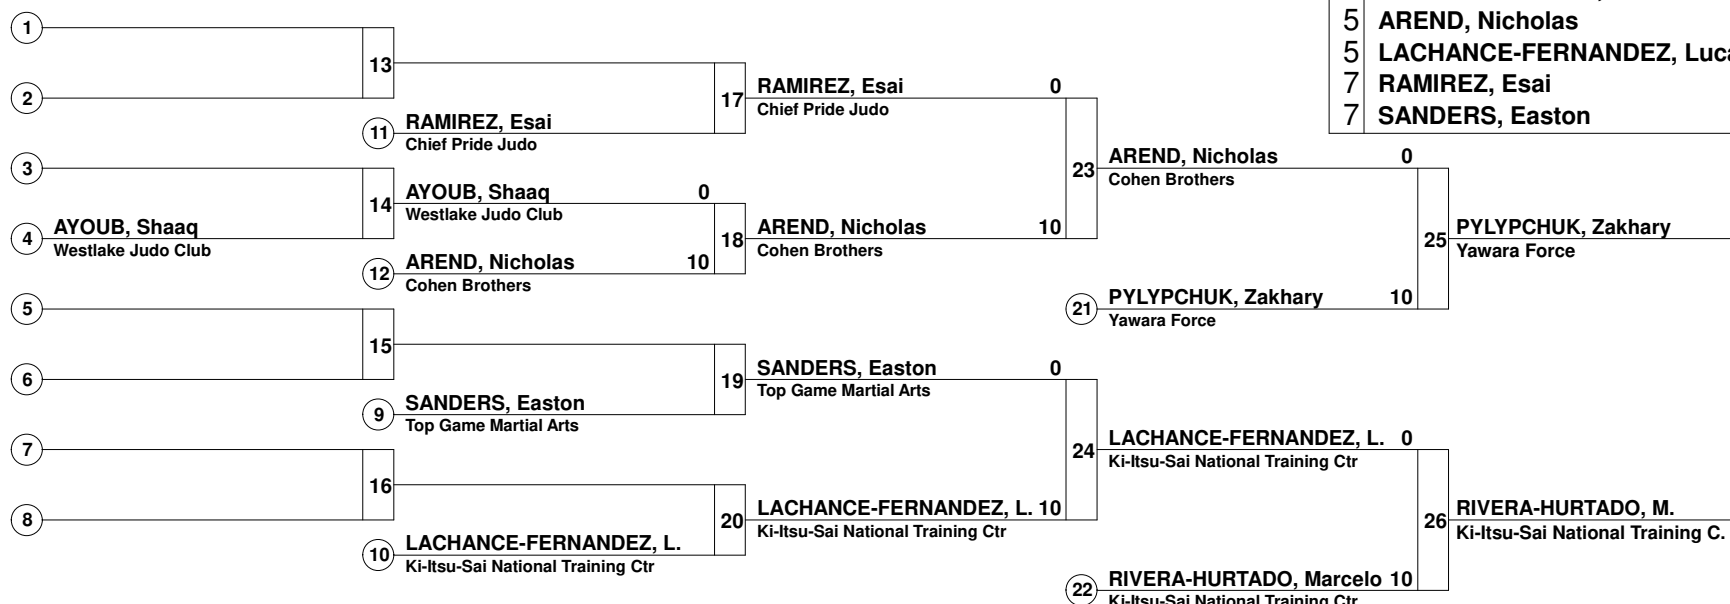 1
2
13
11 RAMIREZ, Esai
Chief Pride Judo
17
RAMIREZ, Esai 0
Chief Pride Judo
3
4 AYOUB, Shaaq
Westlake Judo Club
14
AYOUB, Shaaq 0
Westlake Judo Club
12 AREND, Nicholas 10
Cohen Brothers
18
AREND, Nicholas 10
Cohen Brothers
23
AREND, Nicholas 0
Cohen Brothers
21 PYLYPCHUK, Zakhary 10
Yawara Force
25
PYLYPCHUK, Zakhary
Yawara Force
5
6
15
9 SANDERS, Easton
Top Game Martial Arts
19
SANDERS, Easton 0
Top Game Martial Arts
7
8
16
10 LACHANCE-FERNANDEZ, L.
Ki-Itsu-Sai National Training Ctr
20
LACHANCE-FERNANDEZ, L. 10
Ki-Itsu-Sai National Training Ctr
24
LACHANCE-FERNANDEZ, L. 0
Ki-Itsu-Sai National Training Ctr
22 RIVERA-HURTADO, Marcelo 10
Ki-Itsu-Sai National Training Ctr
26
RIVERA-HURTADO, M.
Ki-Itsu-Sai National Training C.
5 AREND, Nicholas
5 LACHANCE-FERNANDEZ, Luca
7 RAMIREZ, Esai
7 SANDERS, Easton